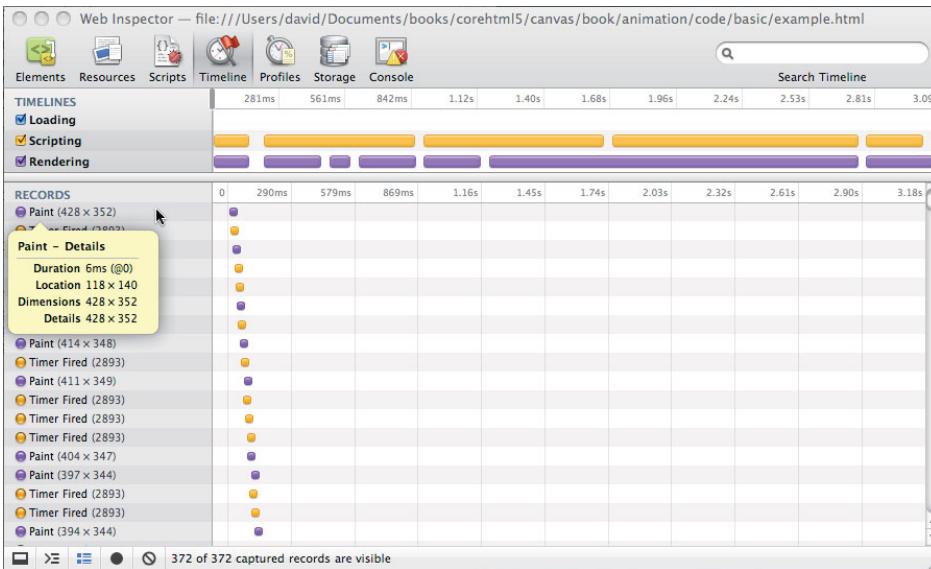 Web Inspector — file:///Users/david/Documents/books/corehtml5/canvas/book/animation/code/basic/example.html
Elements Resources Scripts Timeline Profiles Storage Console Search Timeline
TIMELINES 281ms 561ms 842ms 1.12s 1.40s 1.68s 1.96s 2.24s 2.53s 2.81s 3.09
Loading
Scripting
Rendering
RECORDS 0 290ms 579ms 869ms 1.16s 1.45s 1.74s 2.03s 2.32s 2.61s 2.90s 3.18s
Paint (428 × 352)
Timer Fired (2893)
Paint – Details
Duration 6ms (@0)
Location 118 × 140
Dimensions 428 × 352
Details 428 × 352
Paint (414 × 348)
Timer Fired (2893)
Paint (411 × 349)
Timer Fired (2893)
Timer Fired (2893)
Timer Fired (2893)
Paint (404 × 347)
Paint (397 × 344)
Timer Fired (2893)
Timer Fired (2893)
Paint (394 × 344)
372 of 372 captured records are visible